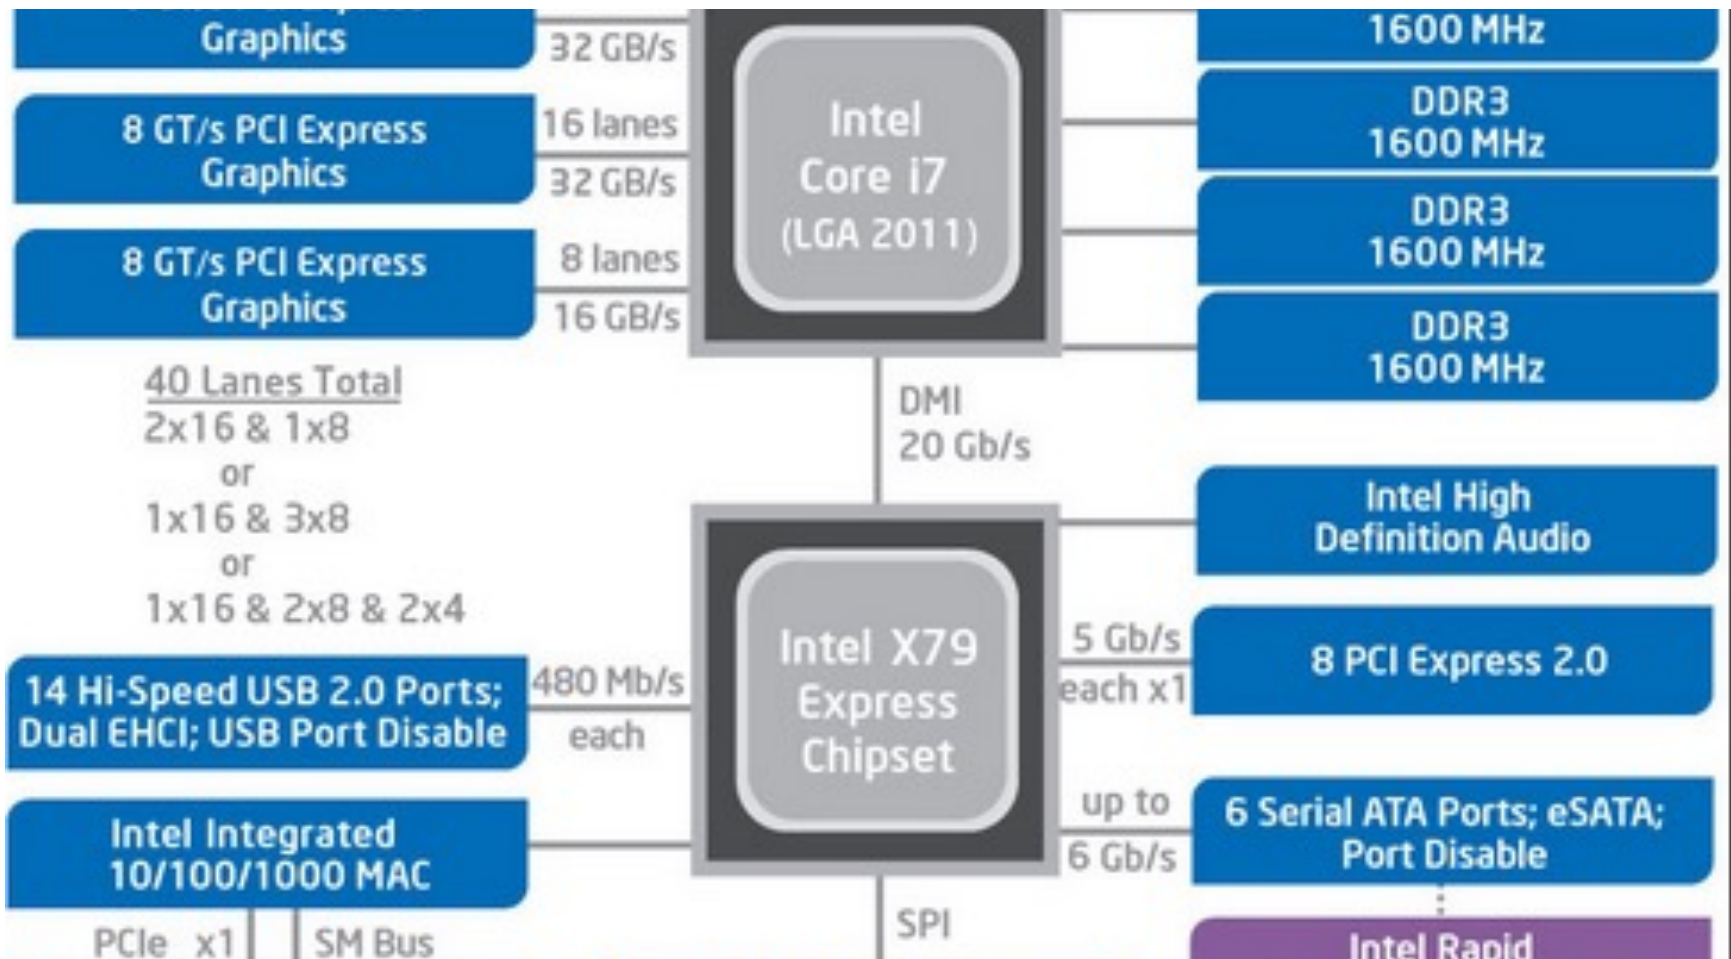 Graphics
32 GB/s
8 GT/s PCI Express
Graphics
16 lanes
32 GB/s
8 GT/s PCI Express
Graphics
8 lanes
16 GB/s
40 Lanes Total
2x16 & 1x8
or
1x16 & 3x8
or
1x16 & 2x8 & 2x4
Intel
Core i7
(LGA 2011)
1600 MHz
DDR3
1600 MHz
DDR3
1600 MHz
DDR3
1600 MHz
DMI
20 Gb/s
Intel High
Definition Audio
Intel X79
Express
Chipset
5 Gb/s
each x1
8 PCI Express 2.0
14 Hi-Speed USB 2.0 Ports;
Dual EHCI; USB Port Disable
480 Mb/s
each
up to
6 Gb/s
6 Serial ATA Ports; eSATA;
Port Disable
Intel Integrated
10/100/1000 MAC
PCIe x1
SM Bus
SPI
Intel Rapid